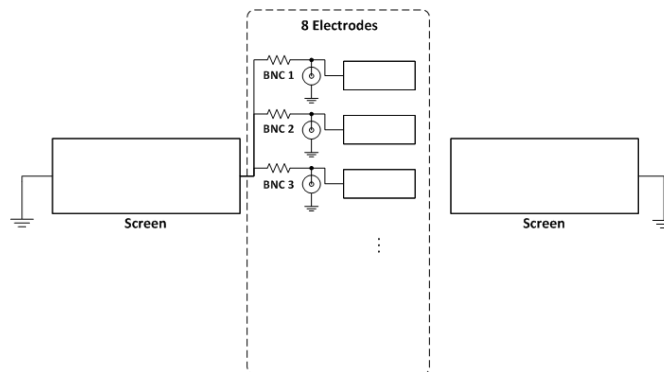 8 Electrodes
BNC 1
BNC 2
BNC 3
Screen
Screen